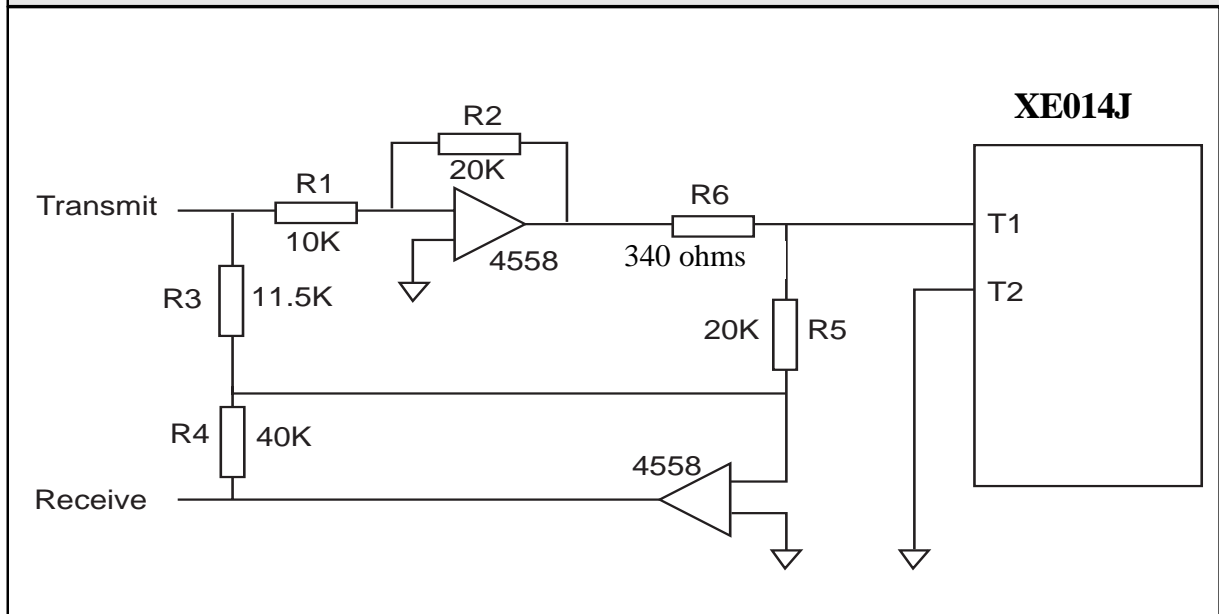 XE014J
R2
20K
R1
Transmit
10K
4558
R6
340 ohms
T1
T2
R3
11.5K
20K
R5
R4
40K
4558
Receive